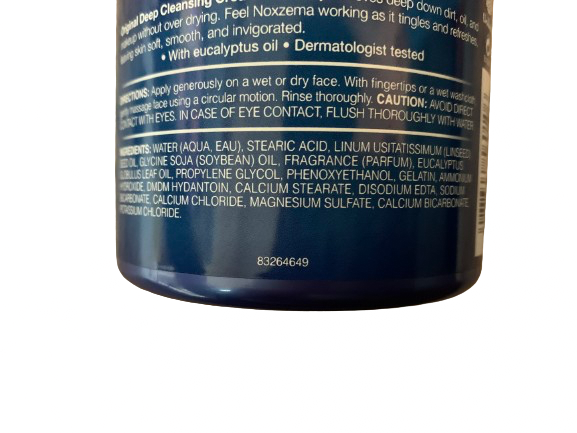 Original Deep Cleansing deep down dirt, oil, and
makeup without over drying. Feel Noxzema working as it tingles and refreshes,
leaving skin soft, smooth, and invigorated.
• With eucalyptus oil • Dermatologist tested
DIRECTIONS: Apply generously on a wet or dry face. With fingertips or a wet washcloth
gently massage face using a circular motion. Rinse thoroughly. CAUTION: AVOID DIRECT
CONTACT WITH EYES. IN CASE OF EYE CONTACT, FLUSH THOROUGHLY WITH WATER
INGREDIENTS: WATER (AQUA, EAU), STEARIC ACID, LINUM USITATISSIMUM (LINSEED)
SEED OIL, GLYCINE SOJA (SOYBEAN) OIL, FRAGRANCE (PARFUM), EUCALYPTUS
GLOBULUS LEAF OIL, PROPYLENE GLYCOL, PHENOXYETHANOL, GELATIN, AMMONIUM
HYDROXIDE, DMDM HYDANTOIN, CALCIUM STEARATE, DISODIUM EDTA, SODIUM
BICARBONATE, CALCIUM CHLORIDE, MAGNESIUM SULFATE, CALCIUM BICARBONATE,
POTASSIUM CHLORIDE.
83264649